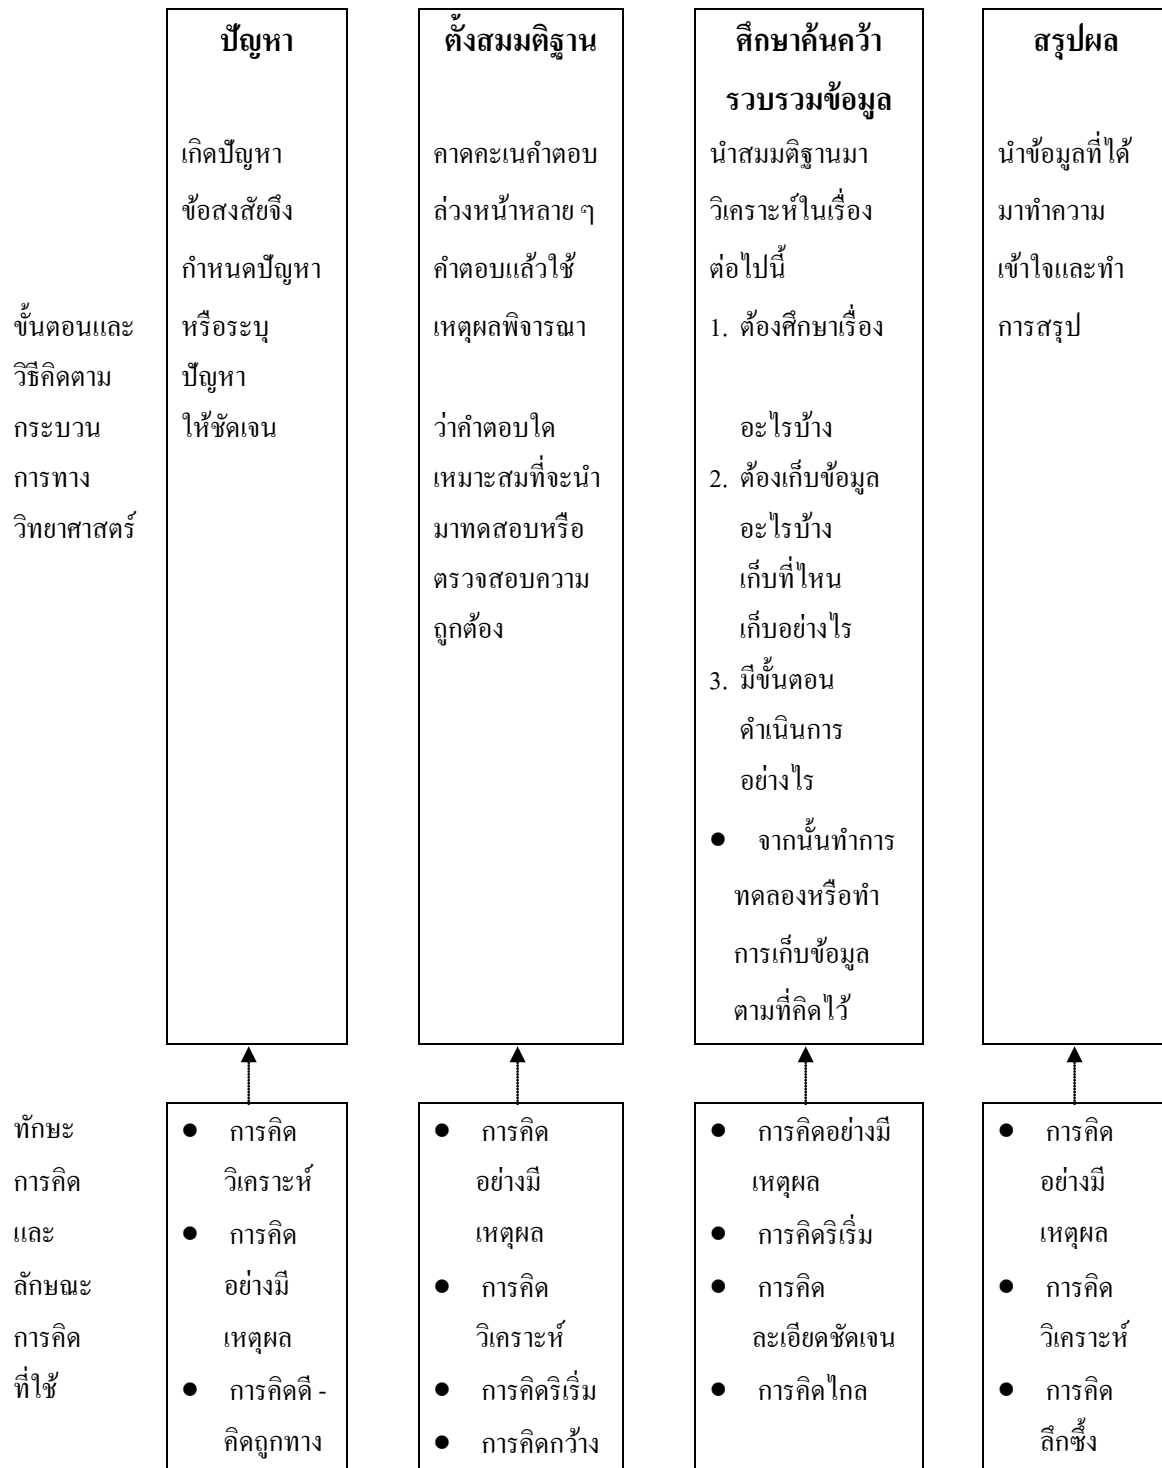 ปัญหา
เกิดปัญหา
ข้อสงสัยจึง
กำหนดปัญหา
หรือระบุ
ปัญหา
ให้ชัดเจน
ตั้งสมมติฐาน
คาดคะเนคำตอบ
ล่วงหน้าหลาย ๆ
คำตอบแล้วใช้
เหตุผลพิจารณา
ว่าคำตอบใด
เหมาะสมที่จะนำ
มาทดสอบหรือ
ตรวจสอบความ
ถูกต้อง
ศึกษาค้นคว้า
รวบรวมข้อมูล
นำสมมติฐานมา
วิเคราะห์ในเรื่อง
ต่อไปนี้
1. ต้องศึกษาเรื่อง
อะไรบ้าง
2. ต้องเก็บข้อมูล
อะไรบ้าง
เก็บที่ไหน
เก็บอย่างไร
3. มีขั้นตอน
ดำเนินการ
อย่างไร
● จากนั้นทำการ
ทดลองหรือทำ
การเก็บข้อมูล
ตามที่คิดไว้
สรุปผล
นำข้อมูลที่ได้
มาทำความ
เข้าใจและทำ
การสรุป
ขั้นตอนและ
วิธีคิดตาม
กระบวน
การทาง
วิทยาศาสตร์
ทักษะ
การคิด
และ
ลักษณะ
การคิด
ที่ใช้
● การคิด
วิเคราะห์
● การคิด
อย่างมี
เหตุผล
● การคิดดี -
คิดถูกทาง
● การคิด
อย่างมี
เหตุผล
● การคิด
วิเคราะห์
● การคิดริเริ่ม
● การคิดกว้าง
● การคิดอย่างมี
เหตุผล
● การคิดริเริ่ม
● การคิด
ละเอียดชัดเจน
● การคิดไกล
● การคิด
อย่างมี
เหตุผล
● การคิด
วิเคราะห์
● การคิด
ลึกซึ้ง